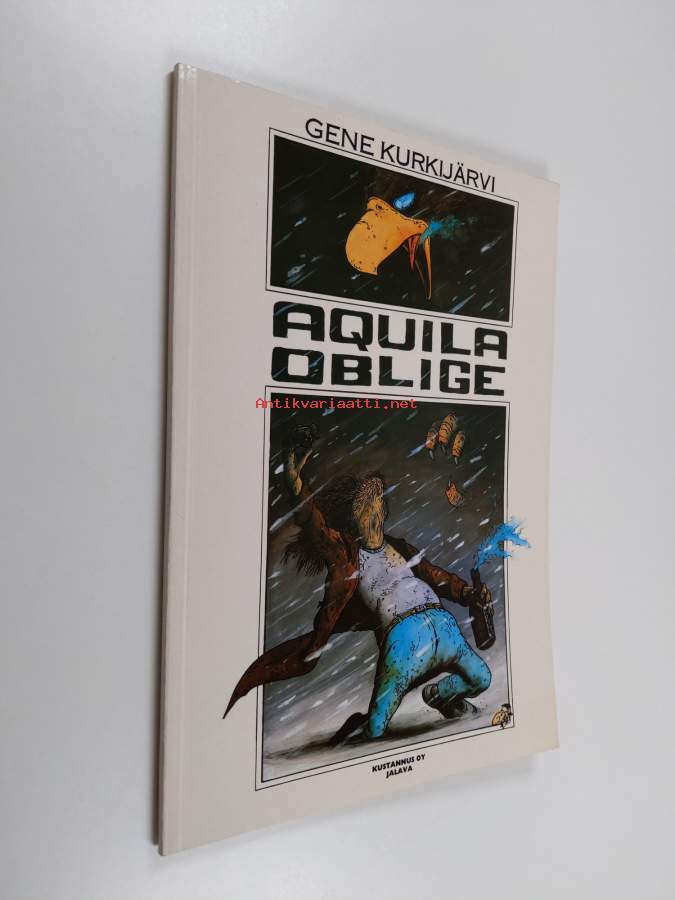 GENE KURKIJÄRVI
AQUILA
OBLIGE
Antikvariaatti.net
KUSTANNUS OY
JALAVA